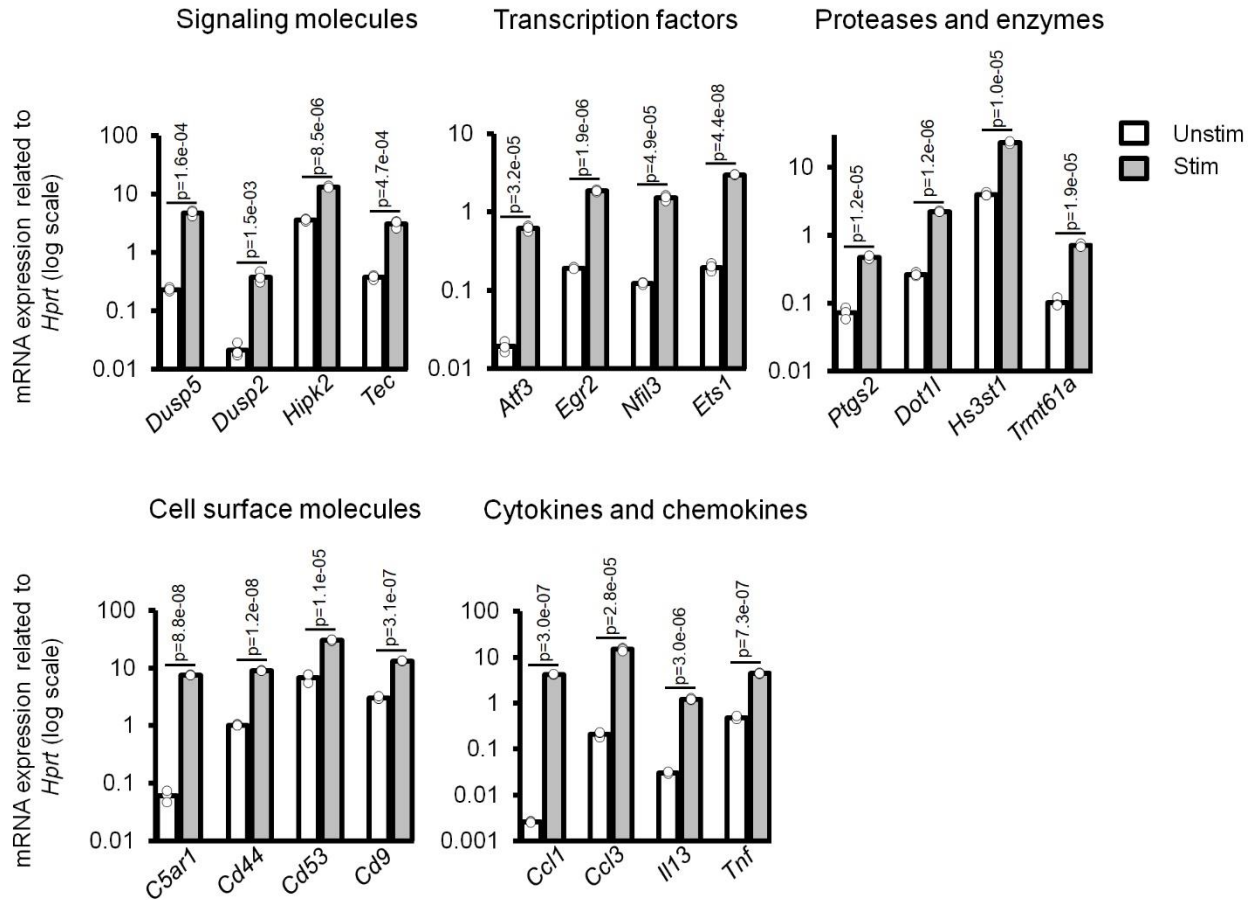 Signaling molecules
Transcription factors
Proteases and enzymes
mRNA expression related to
Hprt (log scale)
100
10
1
0.1
0.01
p=1.6e-04
p=1.5e-03
p=8.5e-06
p=4.7e-04
Dusp5
Dusp2
Hipk2
Tec
10
1
0.1
0.01
p=3.2e-05
p=1.9e-06
p=4.9e-05
p=4.4e-08
Atf3
Egr2
Nfil3
Ets1
10
1
0.1
0.01
p=1.2e-05
p=1.2e-06
p=1.0e-05
p=1.9e-05
Ptgs2
Dot1l
Hs3st1
Trmt61a
Unstim
Stim
Cell surface molecules
Cytokines and chemokines
mRNA expression related to
Hprt (log scale)
100
10
1
0.1
0.01
p=8.8e-08
p=1.2e-08
p=1.1e-05
p=3.1e-07
C5ar1
Cd44
Cd53
Cd9
100
10
1
0.1
0.01
0.001
p=3.0e-07
p=2.8e-05
p=3.0e-06
p=7.3e-07
Ccl1
Ccl3
Il13
Tnf